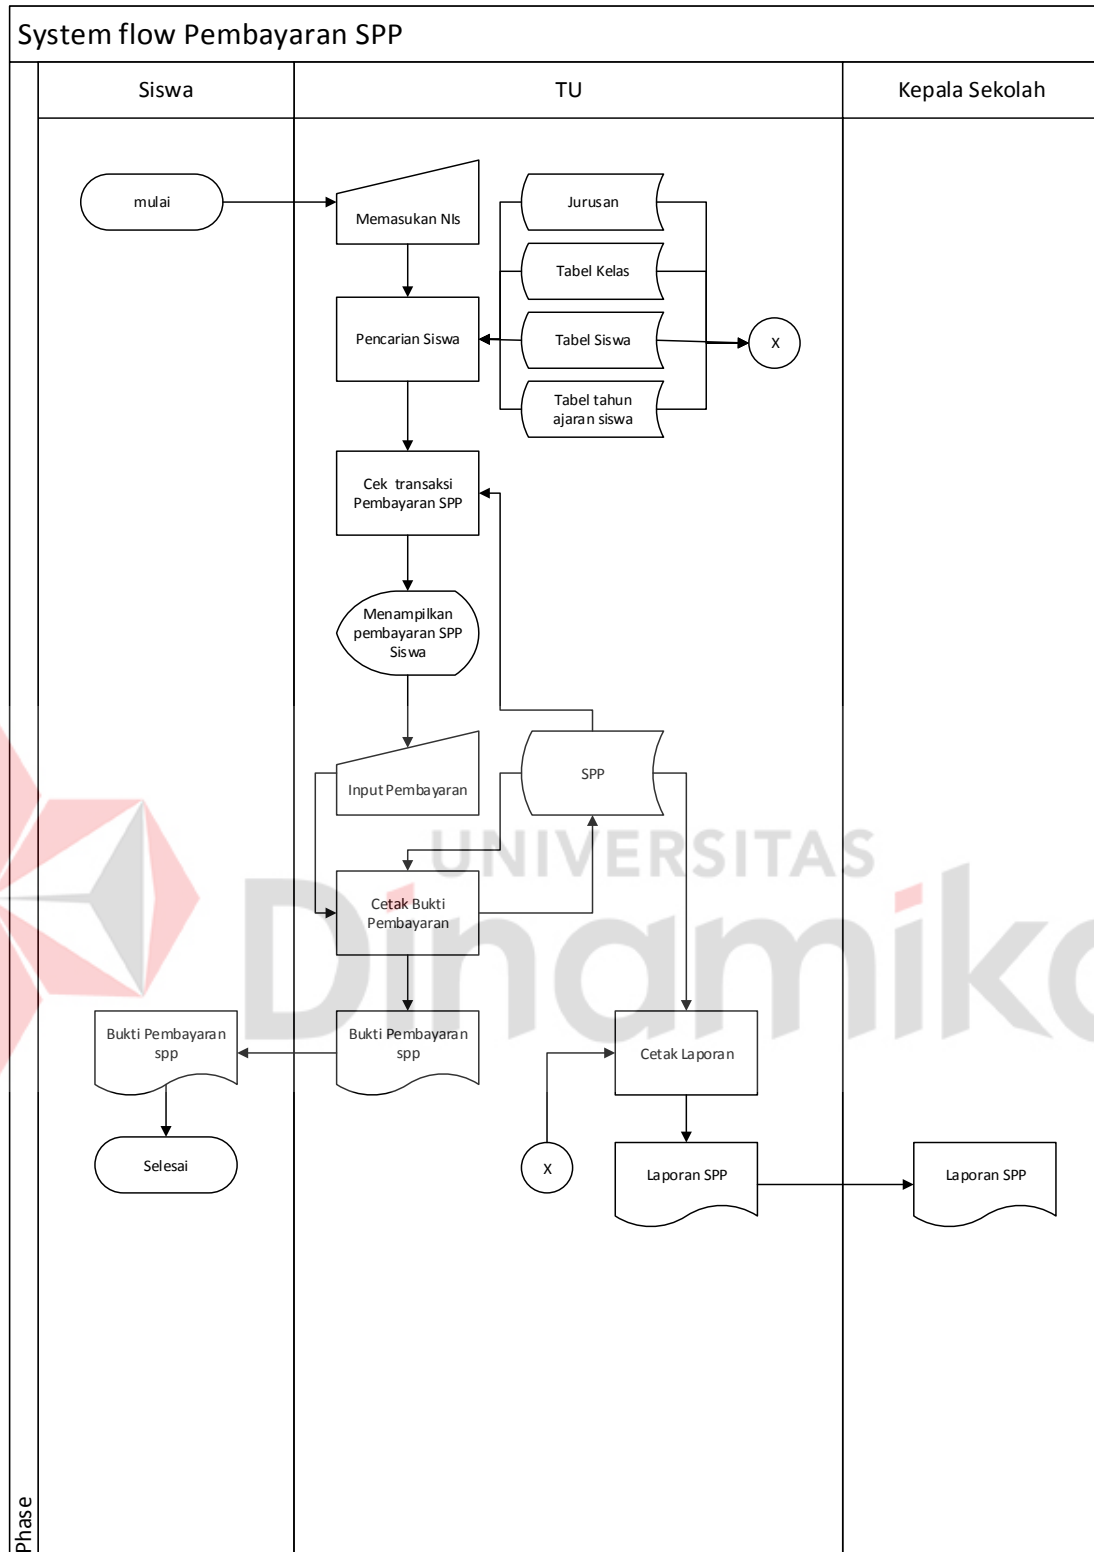 System flow Pembayaran SPP
Siswa
TU
Kepala Sekolah
mulai
Memasukan NIs
Jurusan
Tabel Kelas
Pencarian Siswa
Tabel Siswa
X
Tabel tahun
ajaran siswa
Cek transaksi
Pembayaran SPP
Menampilkan
pembayaran SPP
Siswa
Input Pembayaran
SPP
UNIVERSITAS
Dinamika
Cetak Bukti
Pembayaran
Bukti Pembayaran
spp
Bukti Pembayaran
spp
Cetak Laporan
Selesai
X
Laporan SPP
Laporan SPP
Phase